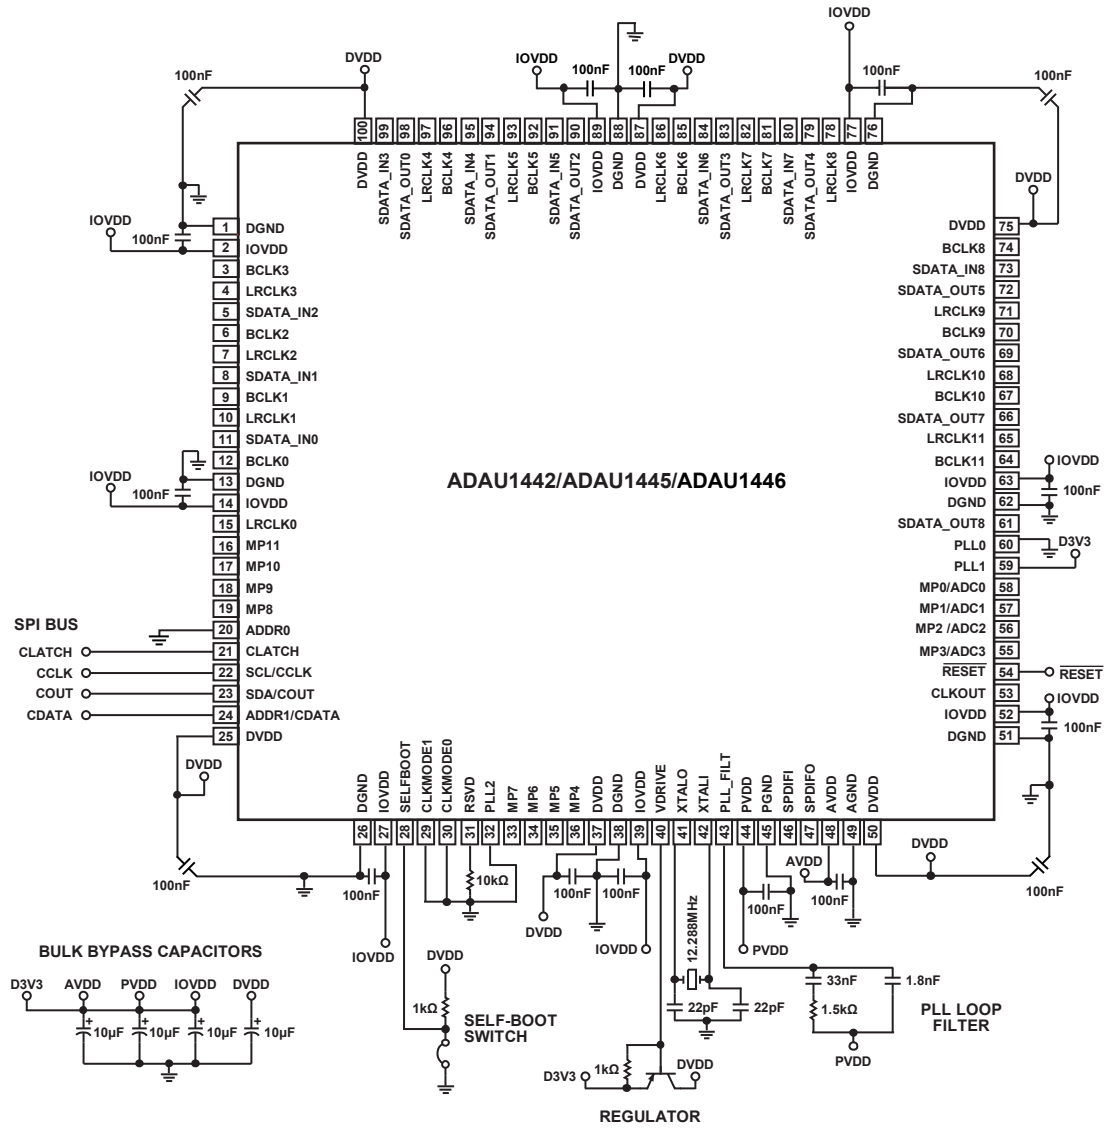 IOVDD
DVDD
100nF
IOVDD
100nF
100nF
DVDD
100nF
100nF
100 99 98 97 96 95 94 93 92 91 90 89 88 87 86 85 84 83 82 81 80 79 78 77 76
DVDD
SDATA_IN3
SDATA_OUT0
LRCLK4
BCLK4
SDATA_IN4
SDATA_OUT1
LRCLK5
BCLK5
SDATA_IN5
SDATA_OUT2
IOVDD
DGND
DVDD
LRCLK6
BCLK6
SDATA_IN6
SDATA_OUT3
LRCLK7
BCLK7
SDATA_IN7
SDATA_OUT4
LRCLK8
IOVDD
DGND
IOVDD
100nF
1 DGND
2 IOVDD
3 BCLK3
4 LRCLK3
5 SDATA_IN2
6 BCLK2
7 LRCLK2
8 SDATA_IN1
9 BCLK1
10 LRCLK1
11 SDATA_IN0
12 BCLK0
IOVDD
100nF
13 DGND
14 IOVDD
15 LRCLK0
16 MP11
17 MP10
18 MP9
19 MP8
20 ADDR0
SPI BUS
CLATCH 21 CLATCH
CCLK 22 SCL/CCLK
COUT 23 SDA/COUT
CDATA 24 ADDR1/CDATA
25 DVDD
DVDD
100nF
ADAU1442/ADAU1445/ADAU1446
DVDD
DVDD 75
BCLK8 74
SDATA_IN8 73
SDATA_OUT5 72
LRCLK9 71
BCLK9 70
SDATA_OUT6 69
LRCLK10 68
BCLK10 67
SDATA_OUT7 66
LRCLK11 65
BCLK11 64
IOVDD
IOVDD 63
100nF
DGND 62
SDATA_OUT8 61
PLL0 60
D3V3
PLL1 59
MP0/ADC0 58
MP1/ADC1 57
MP2 /ADC2 56
MP3/ADC3 55
RESET 54 RESET
CLKOUT 53
IOVDD
IOVDD 52
100nF
DGND 51
DGND
IOVDD
SELFBOOT
CLKMODE1
CLKMODE0
RSVD
PLL2
MP7
MP6
MP5
MP4
DVDD
DGND
IOVDD
VDRIVE
XTALO
XTALI
PLL_FILT
PVDD
PGND
SPDIFI
SPDIFO
AVDD
AGND
DVDD
26 27 28 29 30 31 32 33 34 35 36 37 38 39 40 41 42 43 44 45 46 47 48 49 50
100nF
IOVDD
10kΩ
100nF
100nF
DVDD
IOVDD
12.288MHz
22pF
22pF
100nF
PVDD
AVDD
100nF
DVDD
100nF
BULK BYPASS CAPACITORS
D3V3 AVDD PVDD IOVDD DVDD
+ + + +
10µF 10µF 10µF 10µF
DVDD
1kΩ
SELF-BOOT
SWITCH
D3V3
1kΩ
DVDD
REGULATOR
33nF
1.8nF
1.5kΩ
PVDD
PLL LOOP
FILTER